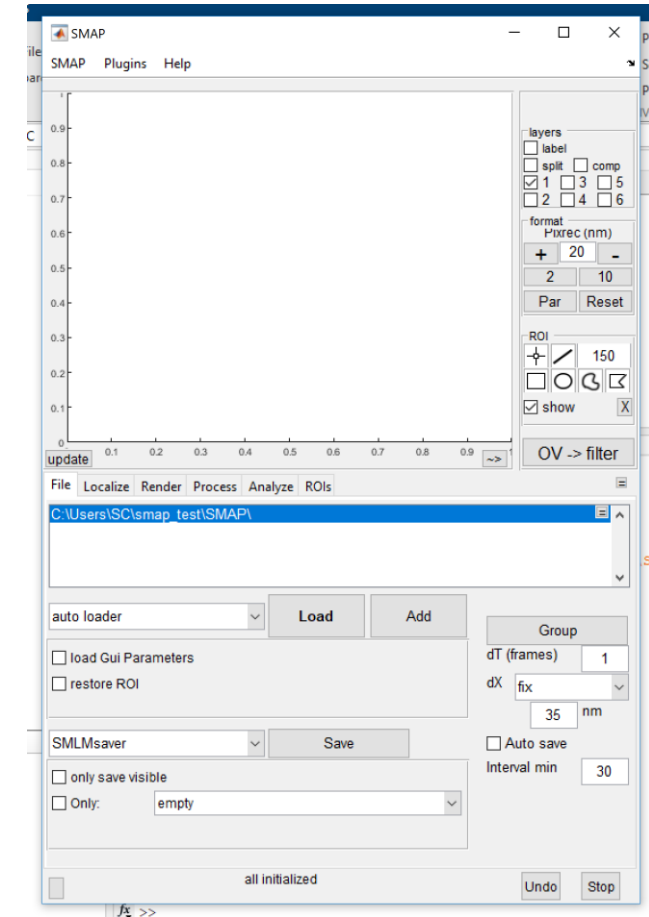 SMAP
SMAP Plugins Help
0.9
0.8
0.7
0.6
0.5
0.4
0.3
0.2
0.1
0
0.1 0.2 0.3 0.4 0.5 0.6 0.7 0.8 0.9
update
~>
layers
label
split comp
1 3 5
2 4 6
format
Pixrec (nm)
+ 20 -
2 10
Par Reset
ROI
150
show X
OV -> filter
File Localize Render Process Analyze ROIs
C:\Users\SC\smap_test\SMAP\
auto loader Load Add
load Gui Parameters
restore ROI
SMLMsaver Save
only save visible
Only: empty
Group
dT (frames) 1
dX fix
35 nm
Auto save
Interval min 30
all initialized
Undo Stop
fx >>